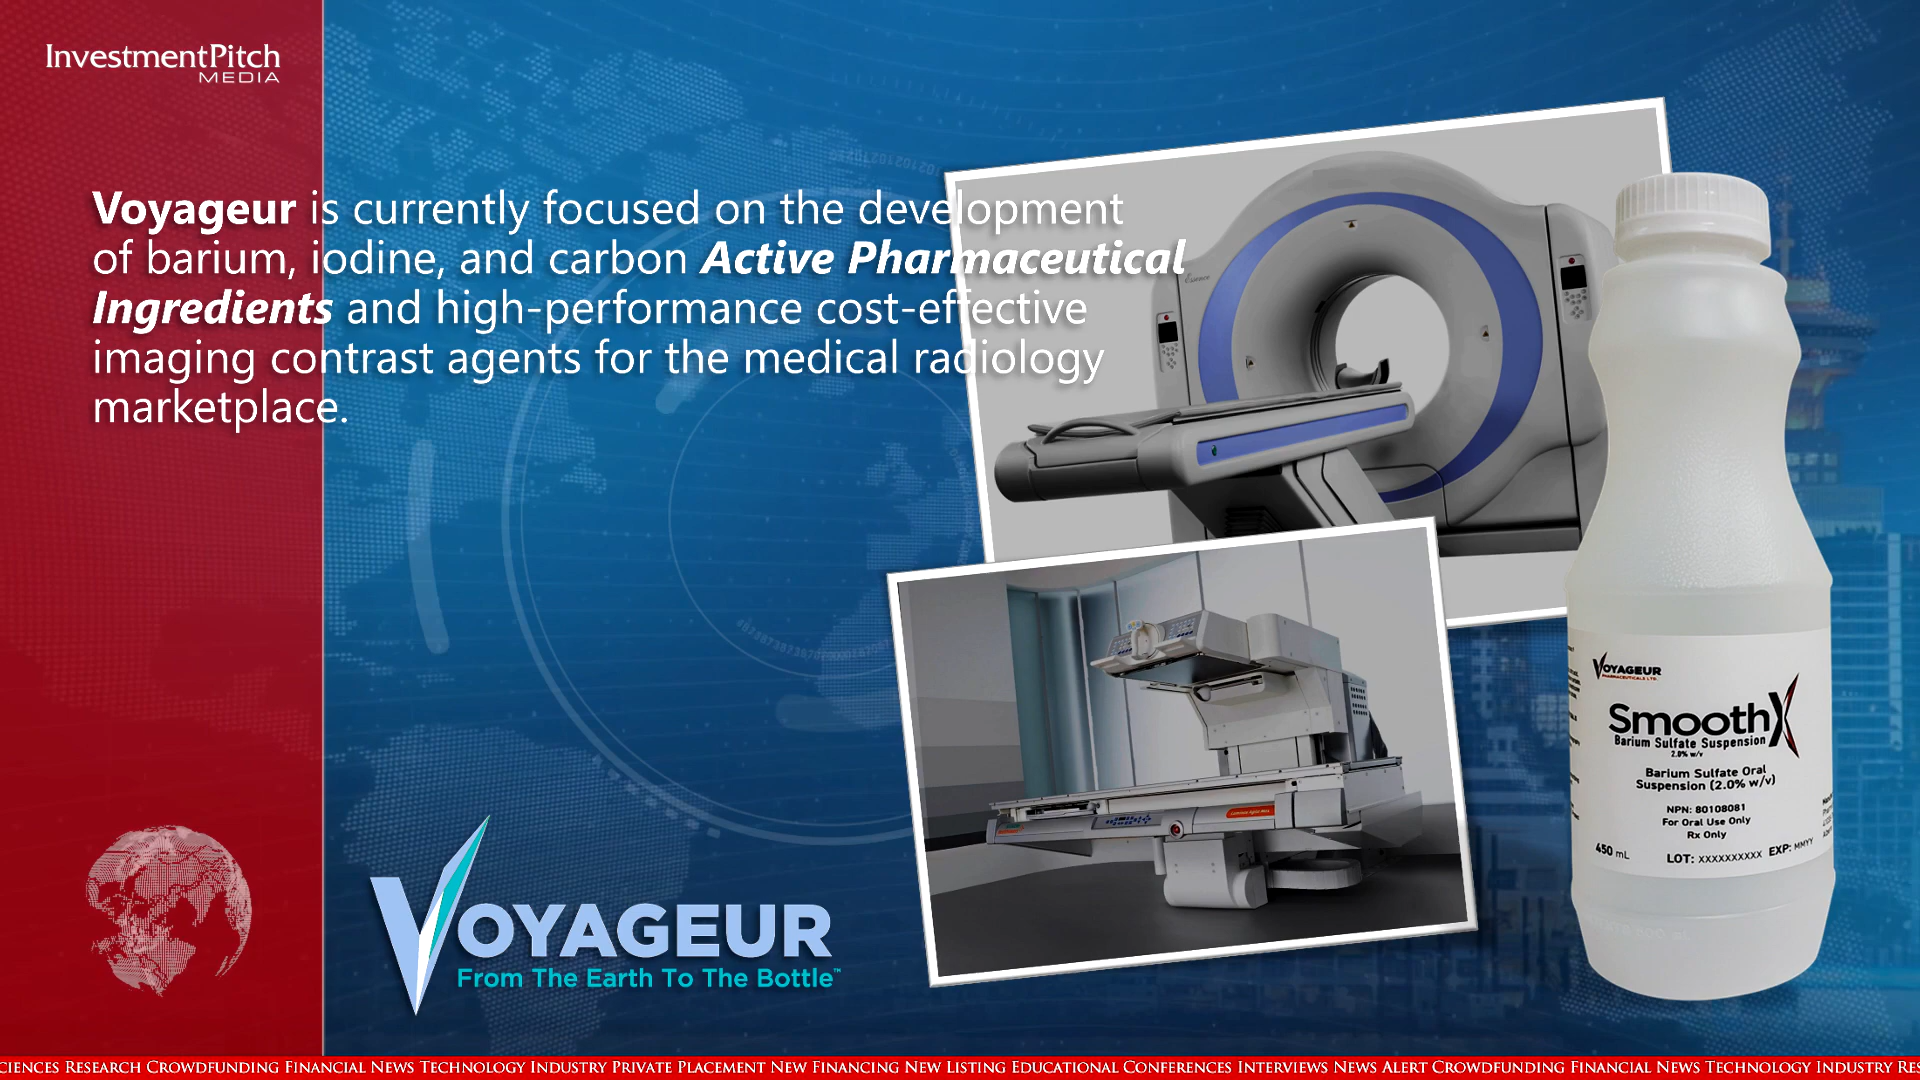 InvestmentPitch
MEDIA
Voyageur is currently focused on the development
of barium, iodine, and carbon Active Pharmaceutical
Ingredients and high-performance cost-effective
imaging contrast agents for the medical radiology
marketplace.
Essence
VOYAGEUR
PHARMACEUTICALS LTD.
SmoothX
Barium Sulfate Suspension
2.0% w/v
Barium Sulfate Oral
Suspension (2.0% w/v)
NPN: 80108081
For Oral Use Only
Rx Only
450 mL
LOT: XXXXXXXXXX EXP: MMYY
VOYAGEUR
From The Earth To The Bottle™
CIENCES RESEARCH CROWDFUNDING FINANCIAL NEWS TECHNOLOGY INDUSTRY PRIVATE PLACEMENT NEW FINANCING NEW LISTING EDUCATIONAL CONFERENCES INTERVIEWS NEWS ALERT CROWDFUNDING FINANCIAL NEWS TECHNOLOGY INDUSTRY RES